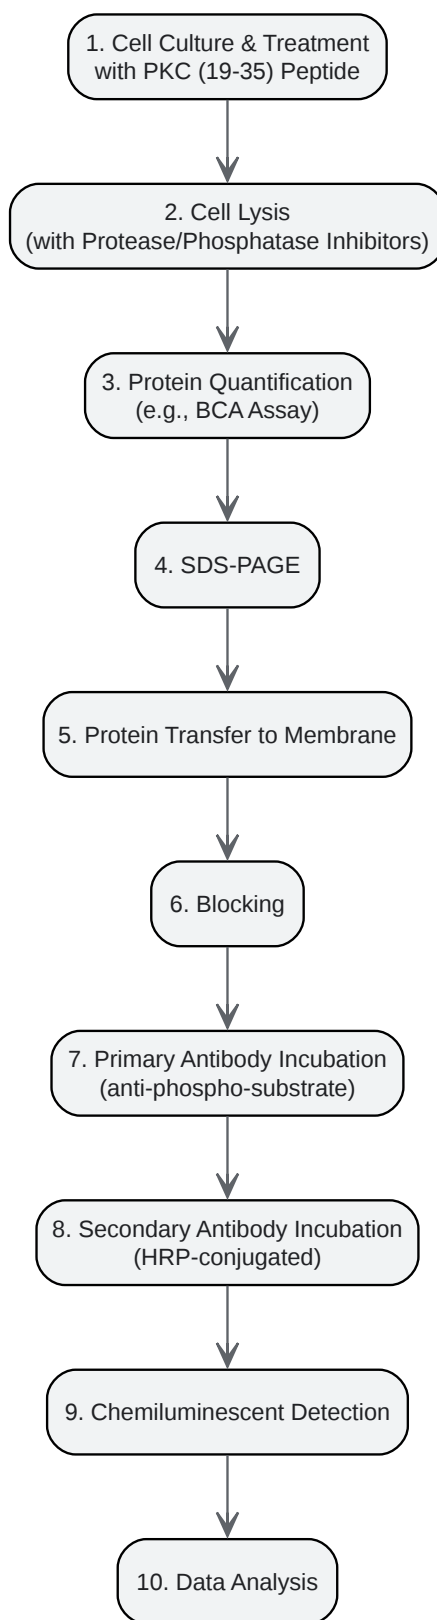 1. Cell Culture & Treatment
with PKC (19-35) Peptide
2. Cell Lysis
(with Protease/Phosphatase Inhibitors)
3. Protein Quantification
(e.g., BCA Assay)
4. SDS-PAGE
5. Protein Transfer to Membrane
6. Blocking
7. Primary Antibody Incubation
(anti-phospho-substrate)
8. Secondary Antibody Incubation
(HRP-conjugated)
9. Chemiluminescent Detection
10. Data Analysis